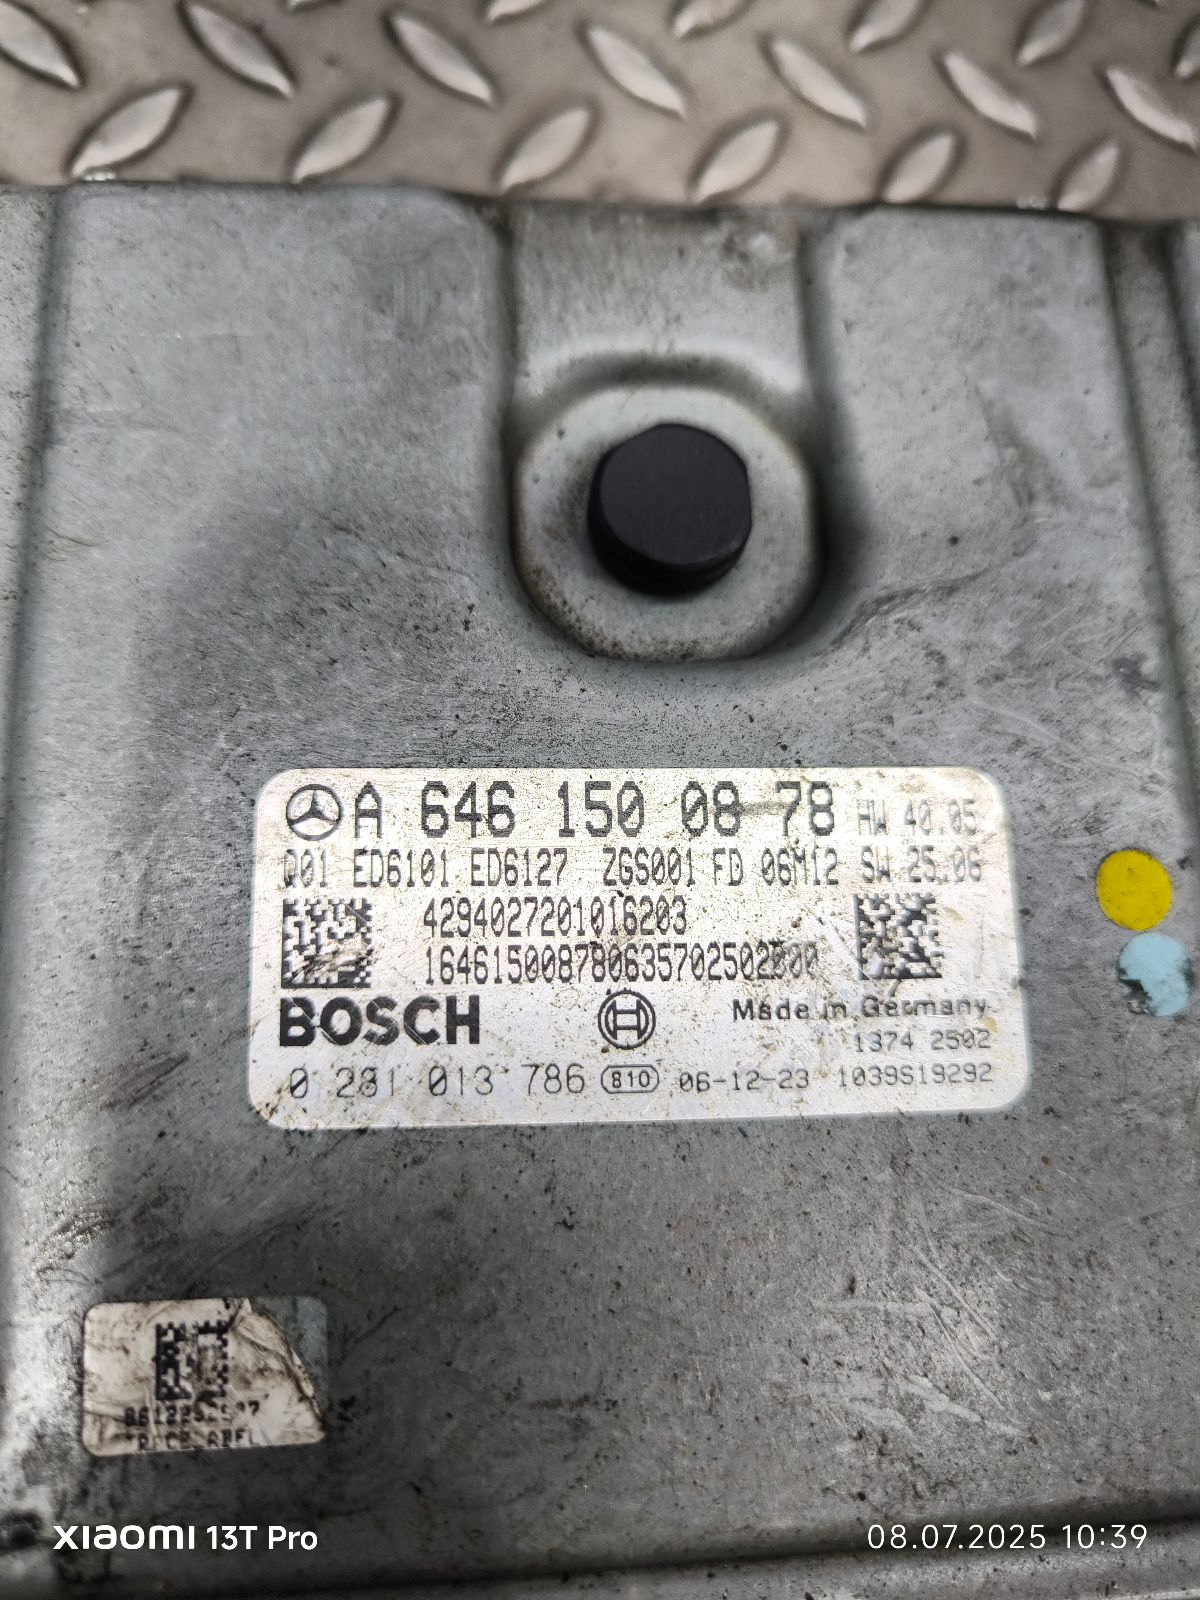 A 646 150 08 78 HW 40.05
Q01 ED6101 ED6127 ZGS001 FD 06M12 SW 25.06
4294027201016203
1646150087806357025020000
BOSCH Made in Germany
1374 2502
0 281 013 786 810 06-12-23 1039S19292
XIAOMI 13T Pro
08.07.2025 10:39